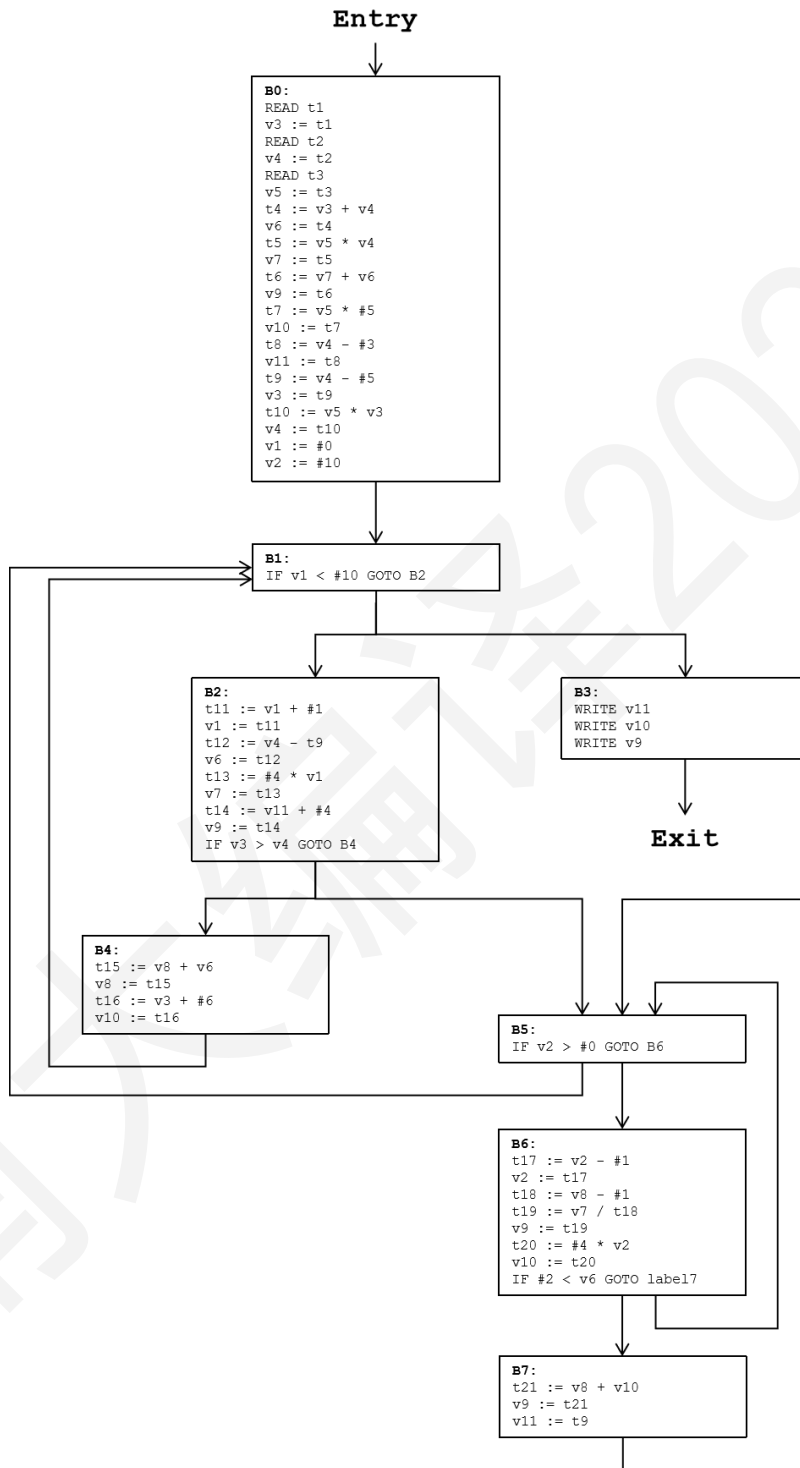 Entry
B0:
READ t1
v3 := t1
READ t2
v4 := t2
READ t3
v5 := t3
t4 := v3 + v4
v6 := t4
t5 := v5 * v4
v7 := t5
t6 := v7 + v6
v9 := t6
t7 := v5 * #5
v10 := t7
t8 := v4 - #3
v11 := t8
t9 := v4 - #5
v3 := t9
t10 := v5 * v3
v4 := t10
v1 := #0
v2 := #10
B1:
IF v1 < #10 GOTO B2
B2:
t11 := v1 + #1
v1 := t11
t12 := v4 - t9
v6 := t12
t13 := #4 * v1
v7 := t13
t14 := v11 + #4
v9 := t14
IF v3 > v4 GOTO B4
B3:
WRITE v11
WRITE v10
WRITE v9
Exit
B4:
t15 := v8 + v6
v8 := t15
t16 := v3 + #6
v10 := t16
B5:
IF v2 > #0 GOTO B6
B6:
t17 := v2 - #1
v2 := t17
t18 := v8 - #1
t19 := v7 / t18
v9 := t19
t20 := #4 * v2
v10 := t20
IF #2 < v6 GOTO label7
B7:
t21 := v8 + v10
v9 := t21
v11 := t9
大编译202